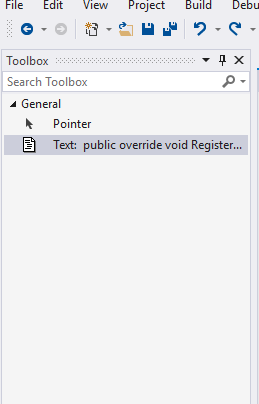 File Edit View Project Build Debu
Toolbox
Search Toolbox
General
Pointer
Text: public override void Register...